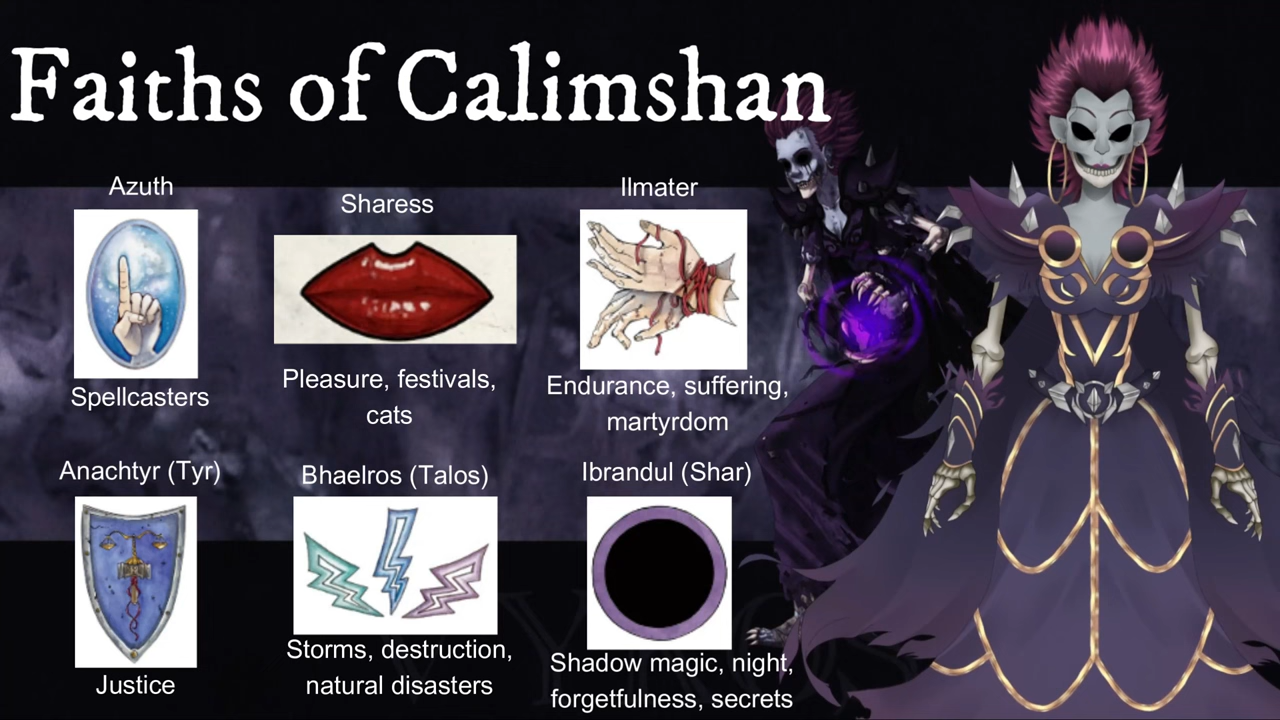 Faiths of Calimshan
Azuth
Sharess
Ilmater
Spellcasters
Pleasure, festivals,
cats
Endurance, suffering,
martyrdom
Anachtyr (Tyr)
Bhaelros (Talos)
Ibrandul (Shar)
Justice
Storms, destruction,
natural disasters
Shadow magic, night,
forgetfulness, secrets